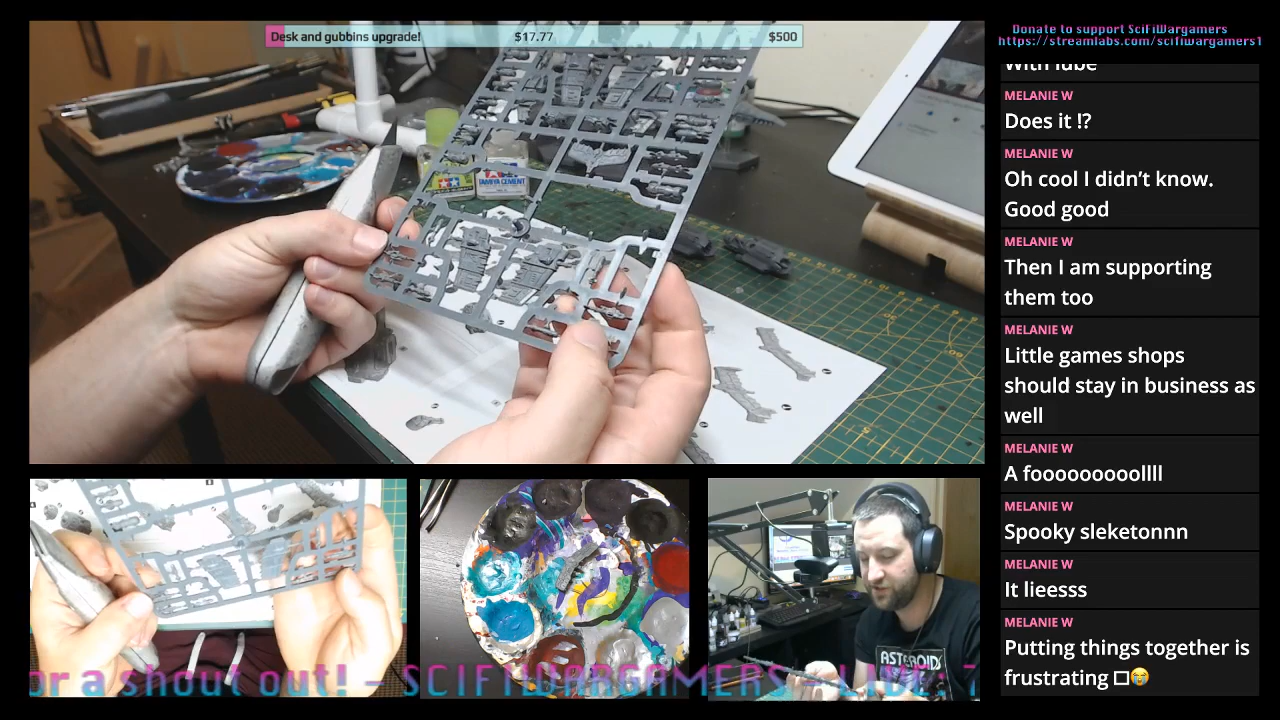 Desk and gubbins upgrade! $17.77 $500
Donate to support SciFiWargamers
https://streamlabs.com/scifiwargamers1
With lube
MELANIE W
Does it !?
MELANIE W
Oh cool I didn't know.
Good good
MELANIE W
Then I am supporting
them too
MELANIE W
Little games shops
should stay in business as
well
MELANIE W
A fooooooooollll
MELANIE W
Spooky sleketonnn
MELANIE W
It lieesss
MELANIE W
Putting things together is
frustrating
TAMIYA CEMENT
ASTEROIDS
or a shout out! - SCIFIWARGAMERS - LIVE: